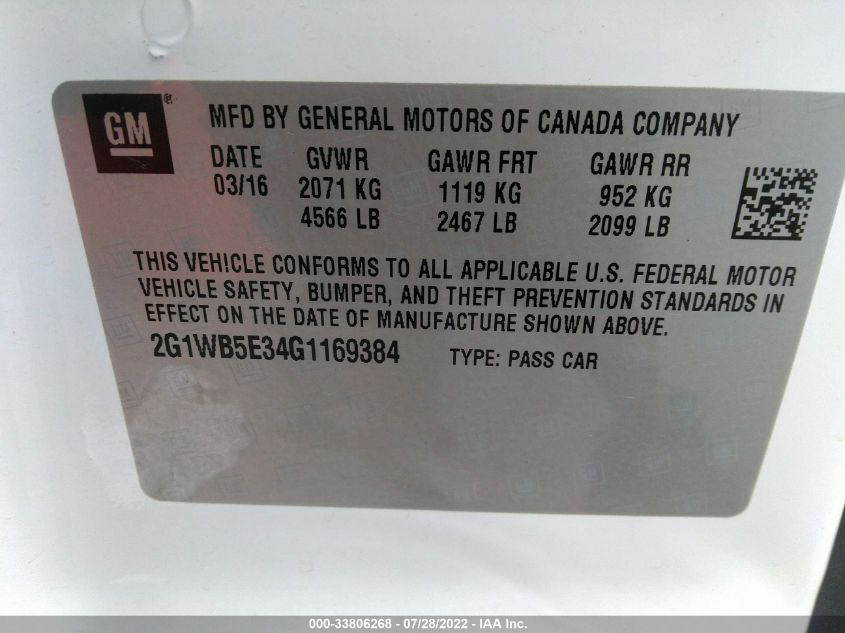 GM ®
MFD BY GENERAL MOTORS OF CANADA COMPANY
DATE GVWR GAWR FRT GAWR RR
03/16 2071 KG 1119 KG 952 KG
4566 LB 2467 LB 2099 LB
THIS VEHICLE CONFORMS TO ALL APPLICABLE U.S. FEDERAL MOTOR
VEHICLE SAFETY, BUMPER, AND THEFT PREVENTION STANDARDS IN
EFFECT ON THE DATE OF MANUFACTURE SHOWN ABOVE.
2G1WB5E34G1169384 TYPE: PASS CAR
000-33806268 - 07/28/2022 - IAA Inc.